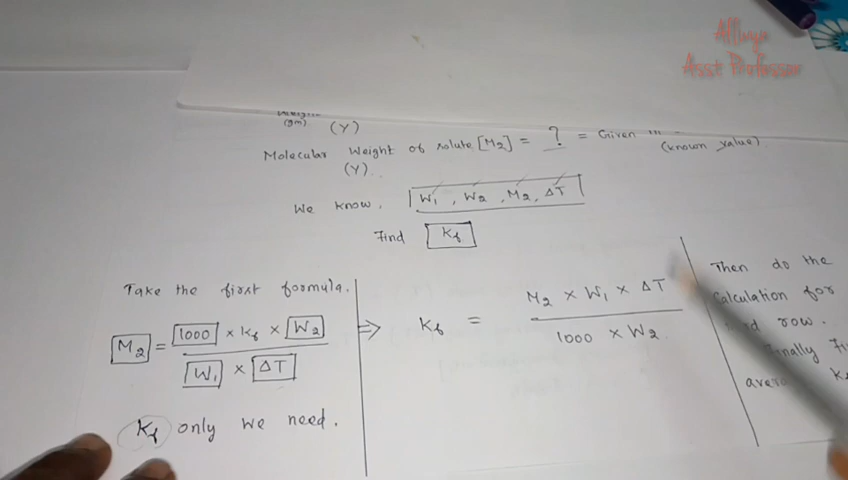 Asst Professor
(gm) (Y)
Molecular Weight of solute [M2] = ? = Given
(Y) (known value)
We know, W1, W2, M2, ΔT
Find Kf
Take the first formula.
M2 = 1000 × Kf × W2 / W1 × ΔT
Kf only we need.
⇒ Kf = M2 × W1 × ΔT / 1000 × W2
Then do the
Calculation for
row.
Finally